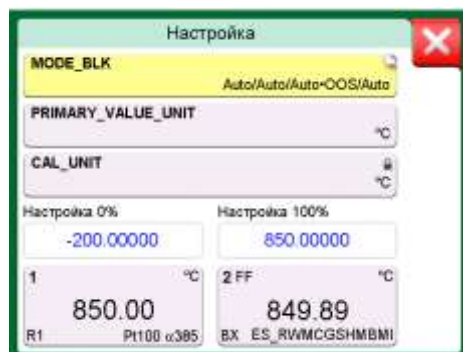 Настройка
MODE_BLK
Auto/Auto/Auto•OOS/Auto
PRIMARY_VALUE_UNIT
°C
CAL_UNIT
°C
Настройка 0% Настройка 100%
-200.00000 850.00000
1 °C 2 FF °C
850.00 849.89
R1 Pt100 α385 BX ES_RWMCGSHMBMI